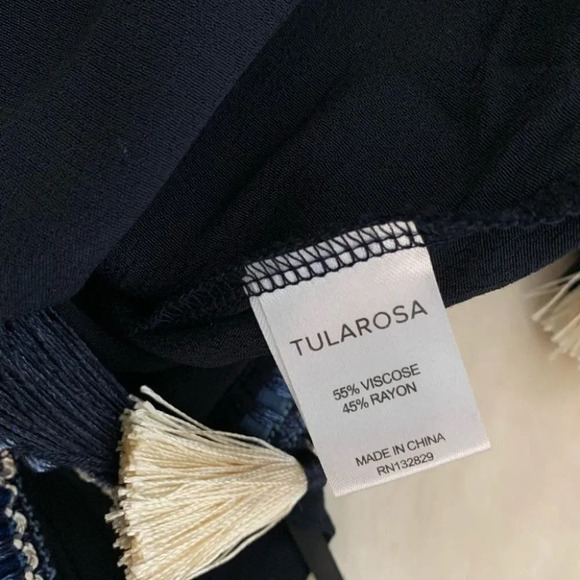 TULAROSA
55% VISCOSE
45% RAYON
MADE IN CHINA
RN132829